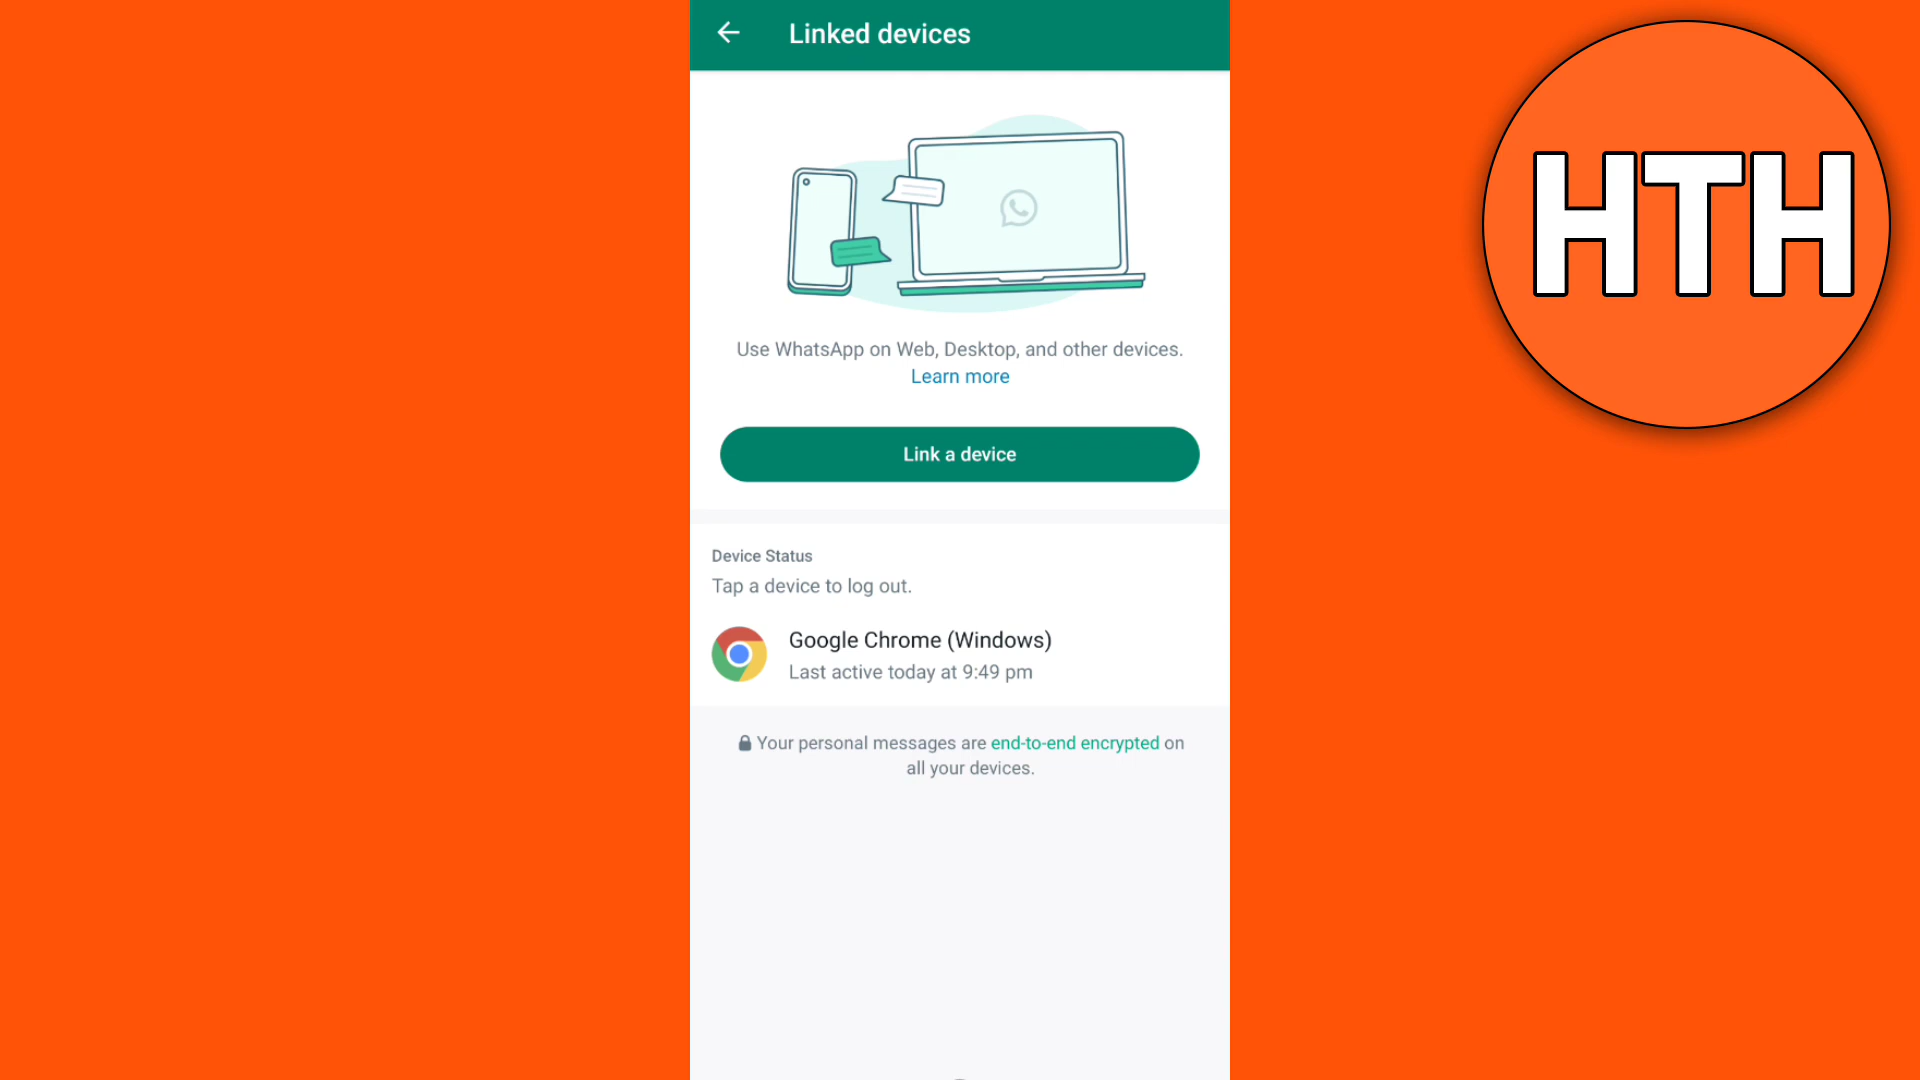 Linked devices
HTH
Use WhatsApp on Web, Desktop, and other devices.
Learn more
Link a device
Device Status
Tap a device to log out.
Google Chrome (Windows)
Last active today at 9:49 pm
Your personal messages are end-to-end encrypted on
all your devices.